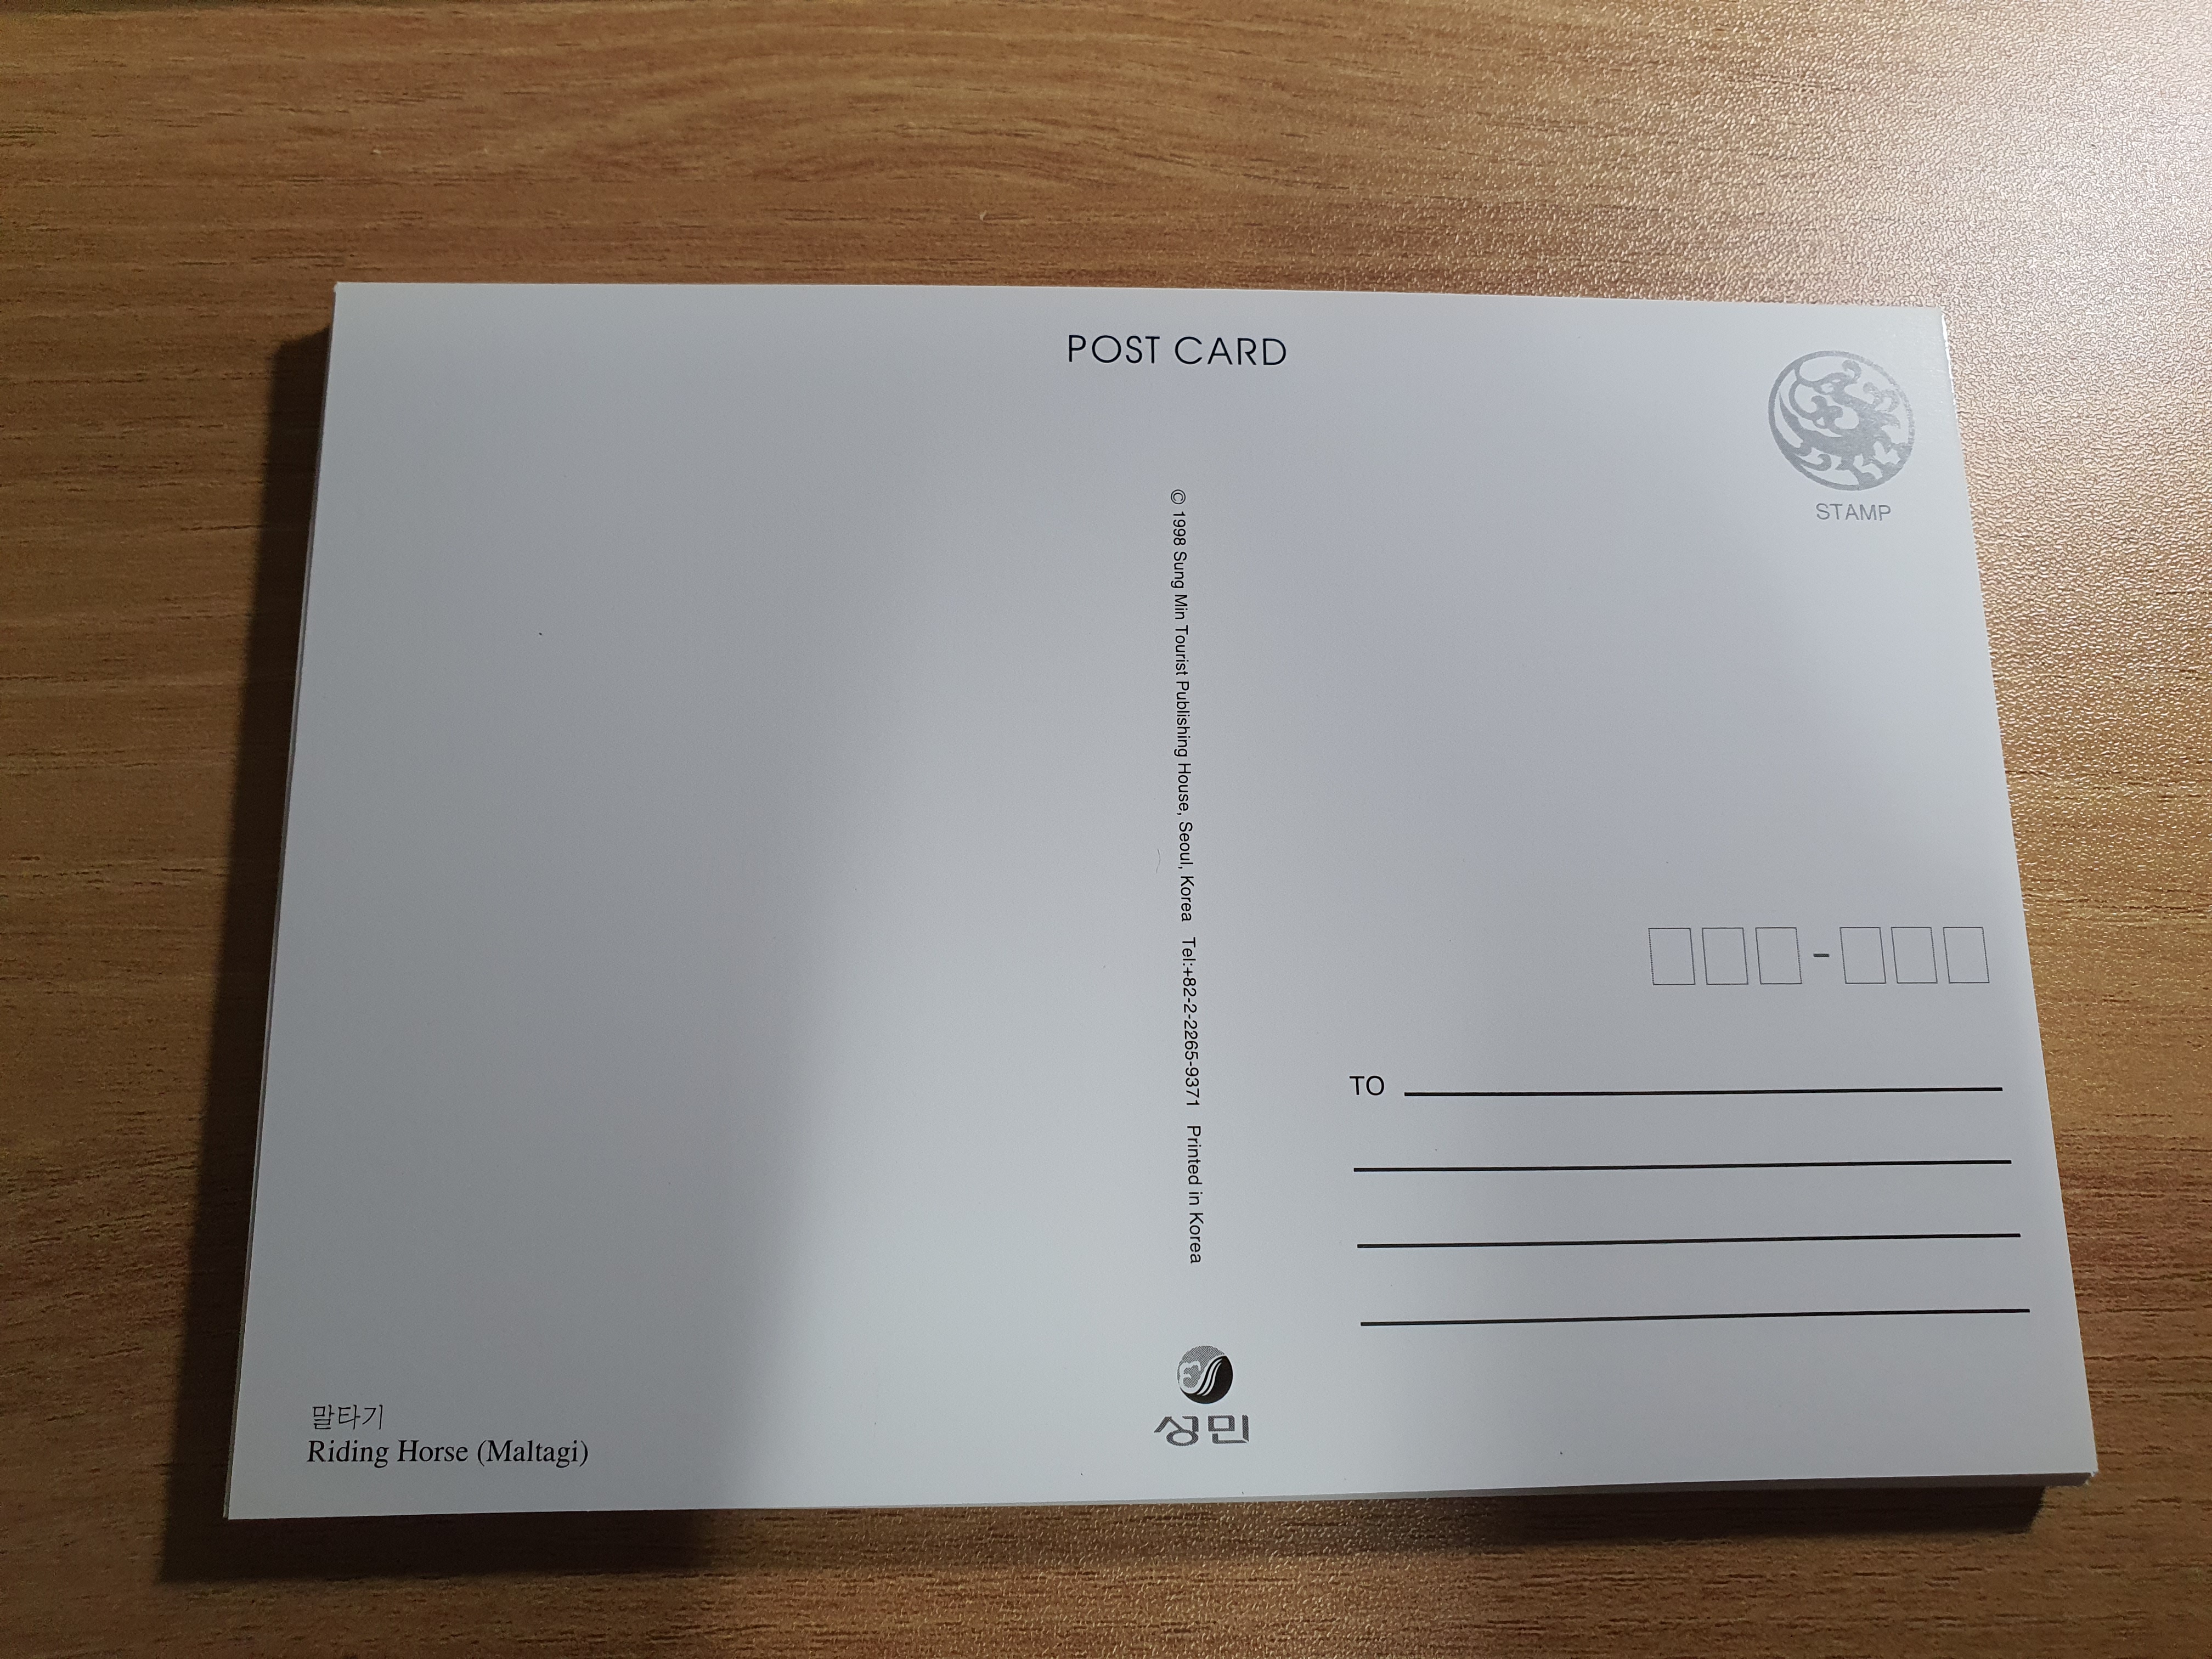 POST CARD
STAMP
© 1998 Sung Min Tourist Publishing House, Seoul, Korea Tel:+82-2-2265-9371 Printed in Korea
-
TO
말타기
Riding Horse (Maltagi)
성민